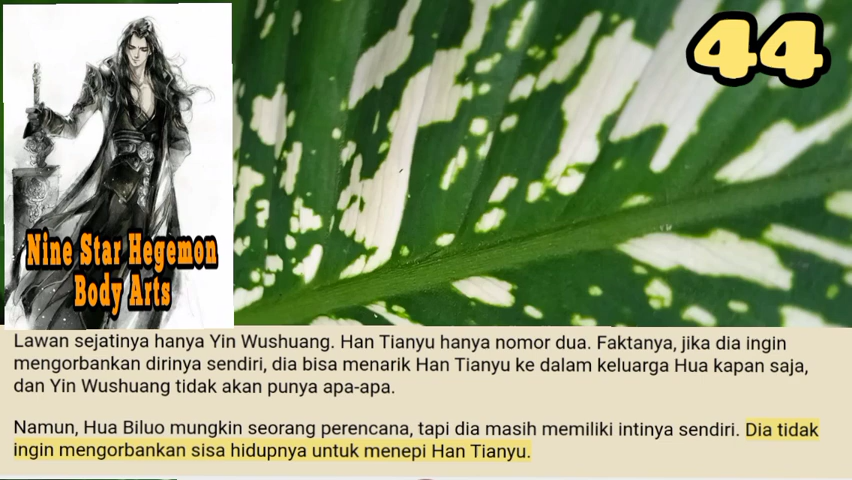 44
Nine Star Hegemon
Body Arts
Lawan sejatinya hanya Yin Wushuang. Han Tianyu hanya nomor dua. Faktanya, jika dia ingin
mengorbankan dirinya sendiri, dia bisa menarik Han Tianyu ke dalam keluarga Hua kapan saja,
dan Yin Wushuang tidak akan punya apa-apa.
Namun, Hua Biluo mungkin seorang perencana, tapi dia masih memiliki intinya sendiri. Dia tidak
ingin mengorbankan sisa hidupnya untuk menepi Han Tianyu.